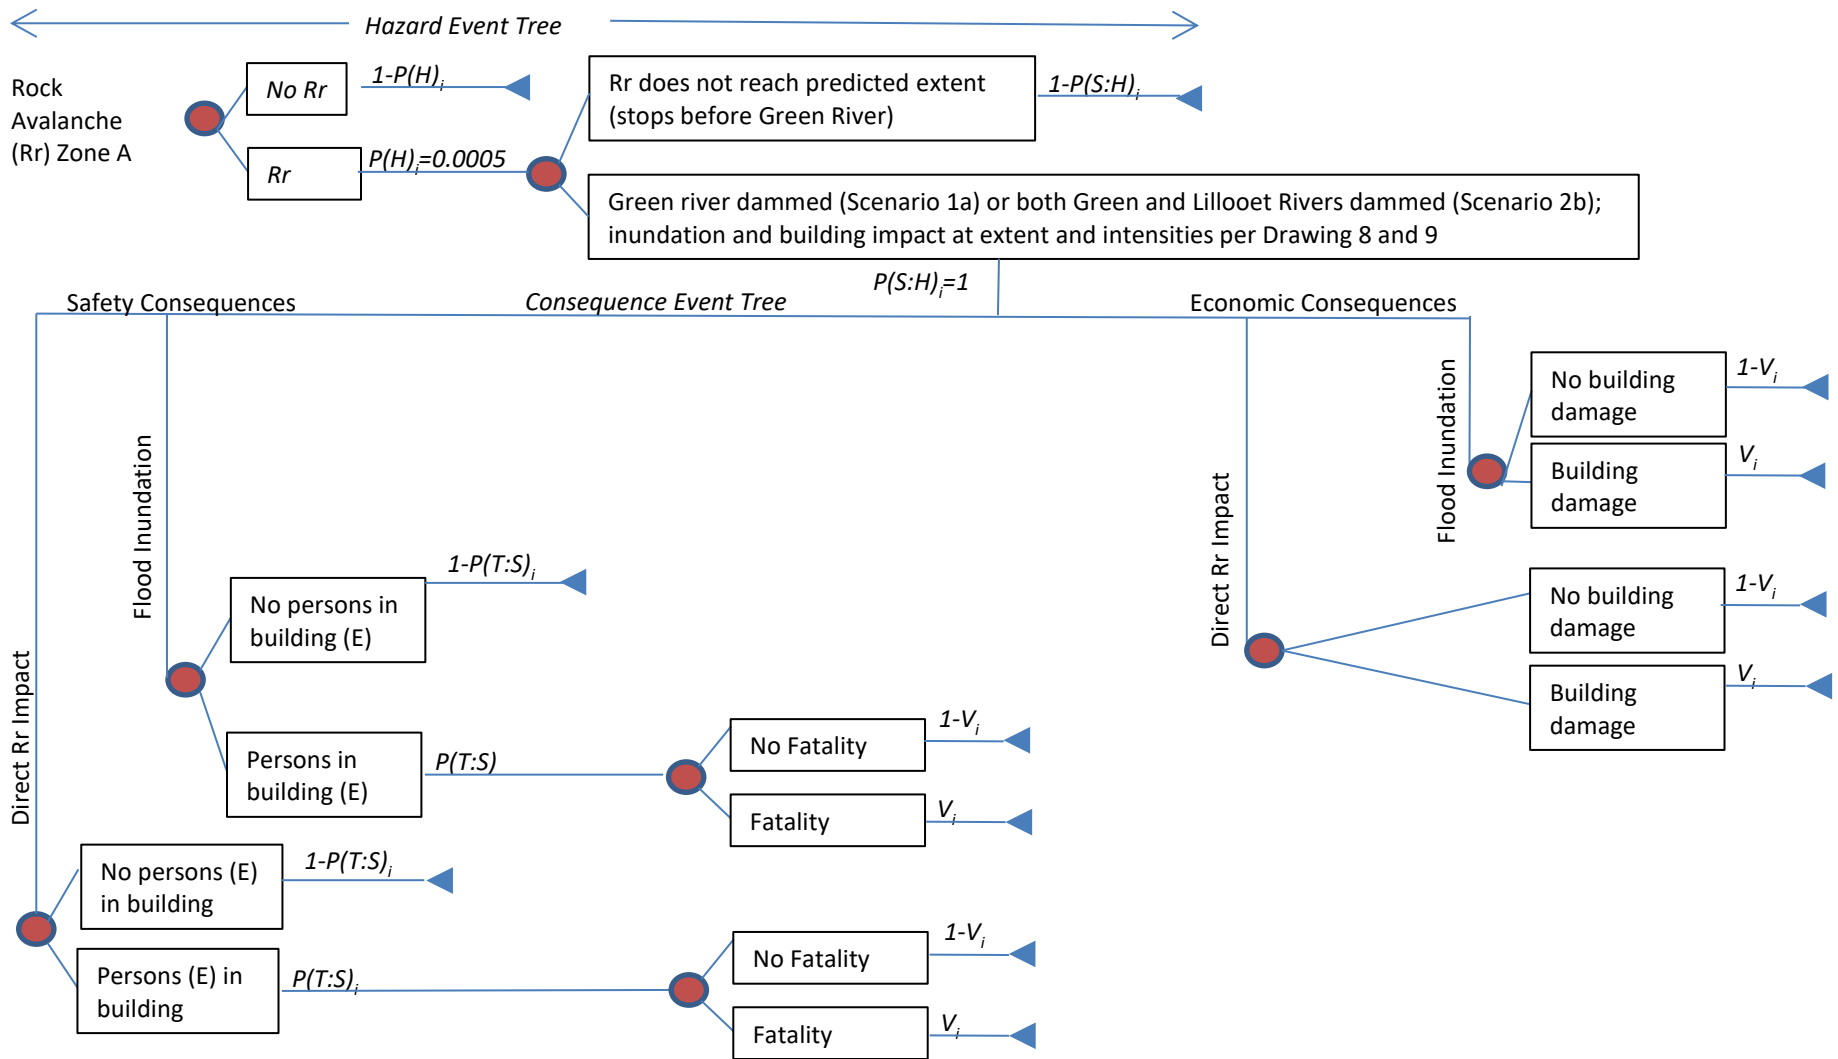 Hazard Event Tree
Rock
Avalanche
(Rr) Zone A
No Rr
1-P(H)i
Rr
P(H)i=0.0005
Rr does not reach predicted extent
(stops before Green River)
1-P(S:H)i
Green river dammed (Scenario 1a) or both Green and Lillooet Rivers dammed (Scenario 2b);
inundation and building impact at extent and intensities per Drawing 8 and 9
P(S:H)i=1
Safety Consequences
Consequence Event Tree
Economic Consequences
Direct Rr Impact
Flood Inundation
No persons in
building (E)
1-P(T:S)i
Persons in
building (E)
P(T:S)
No Fatality
1-Vi
Fatality
Vi
No persons (E)
in building
1-P(T:S)i
Persons (E) in
building
P(T:S)i
No Fatality
1-Vi
Fatality
Vi
Direct Rr Impact
Flood Inundation
No building
damage
1-Vi
Building
damage
Vi
No building
damage
1-Vi
Building
damage
Vi